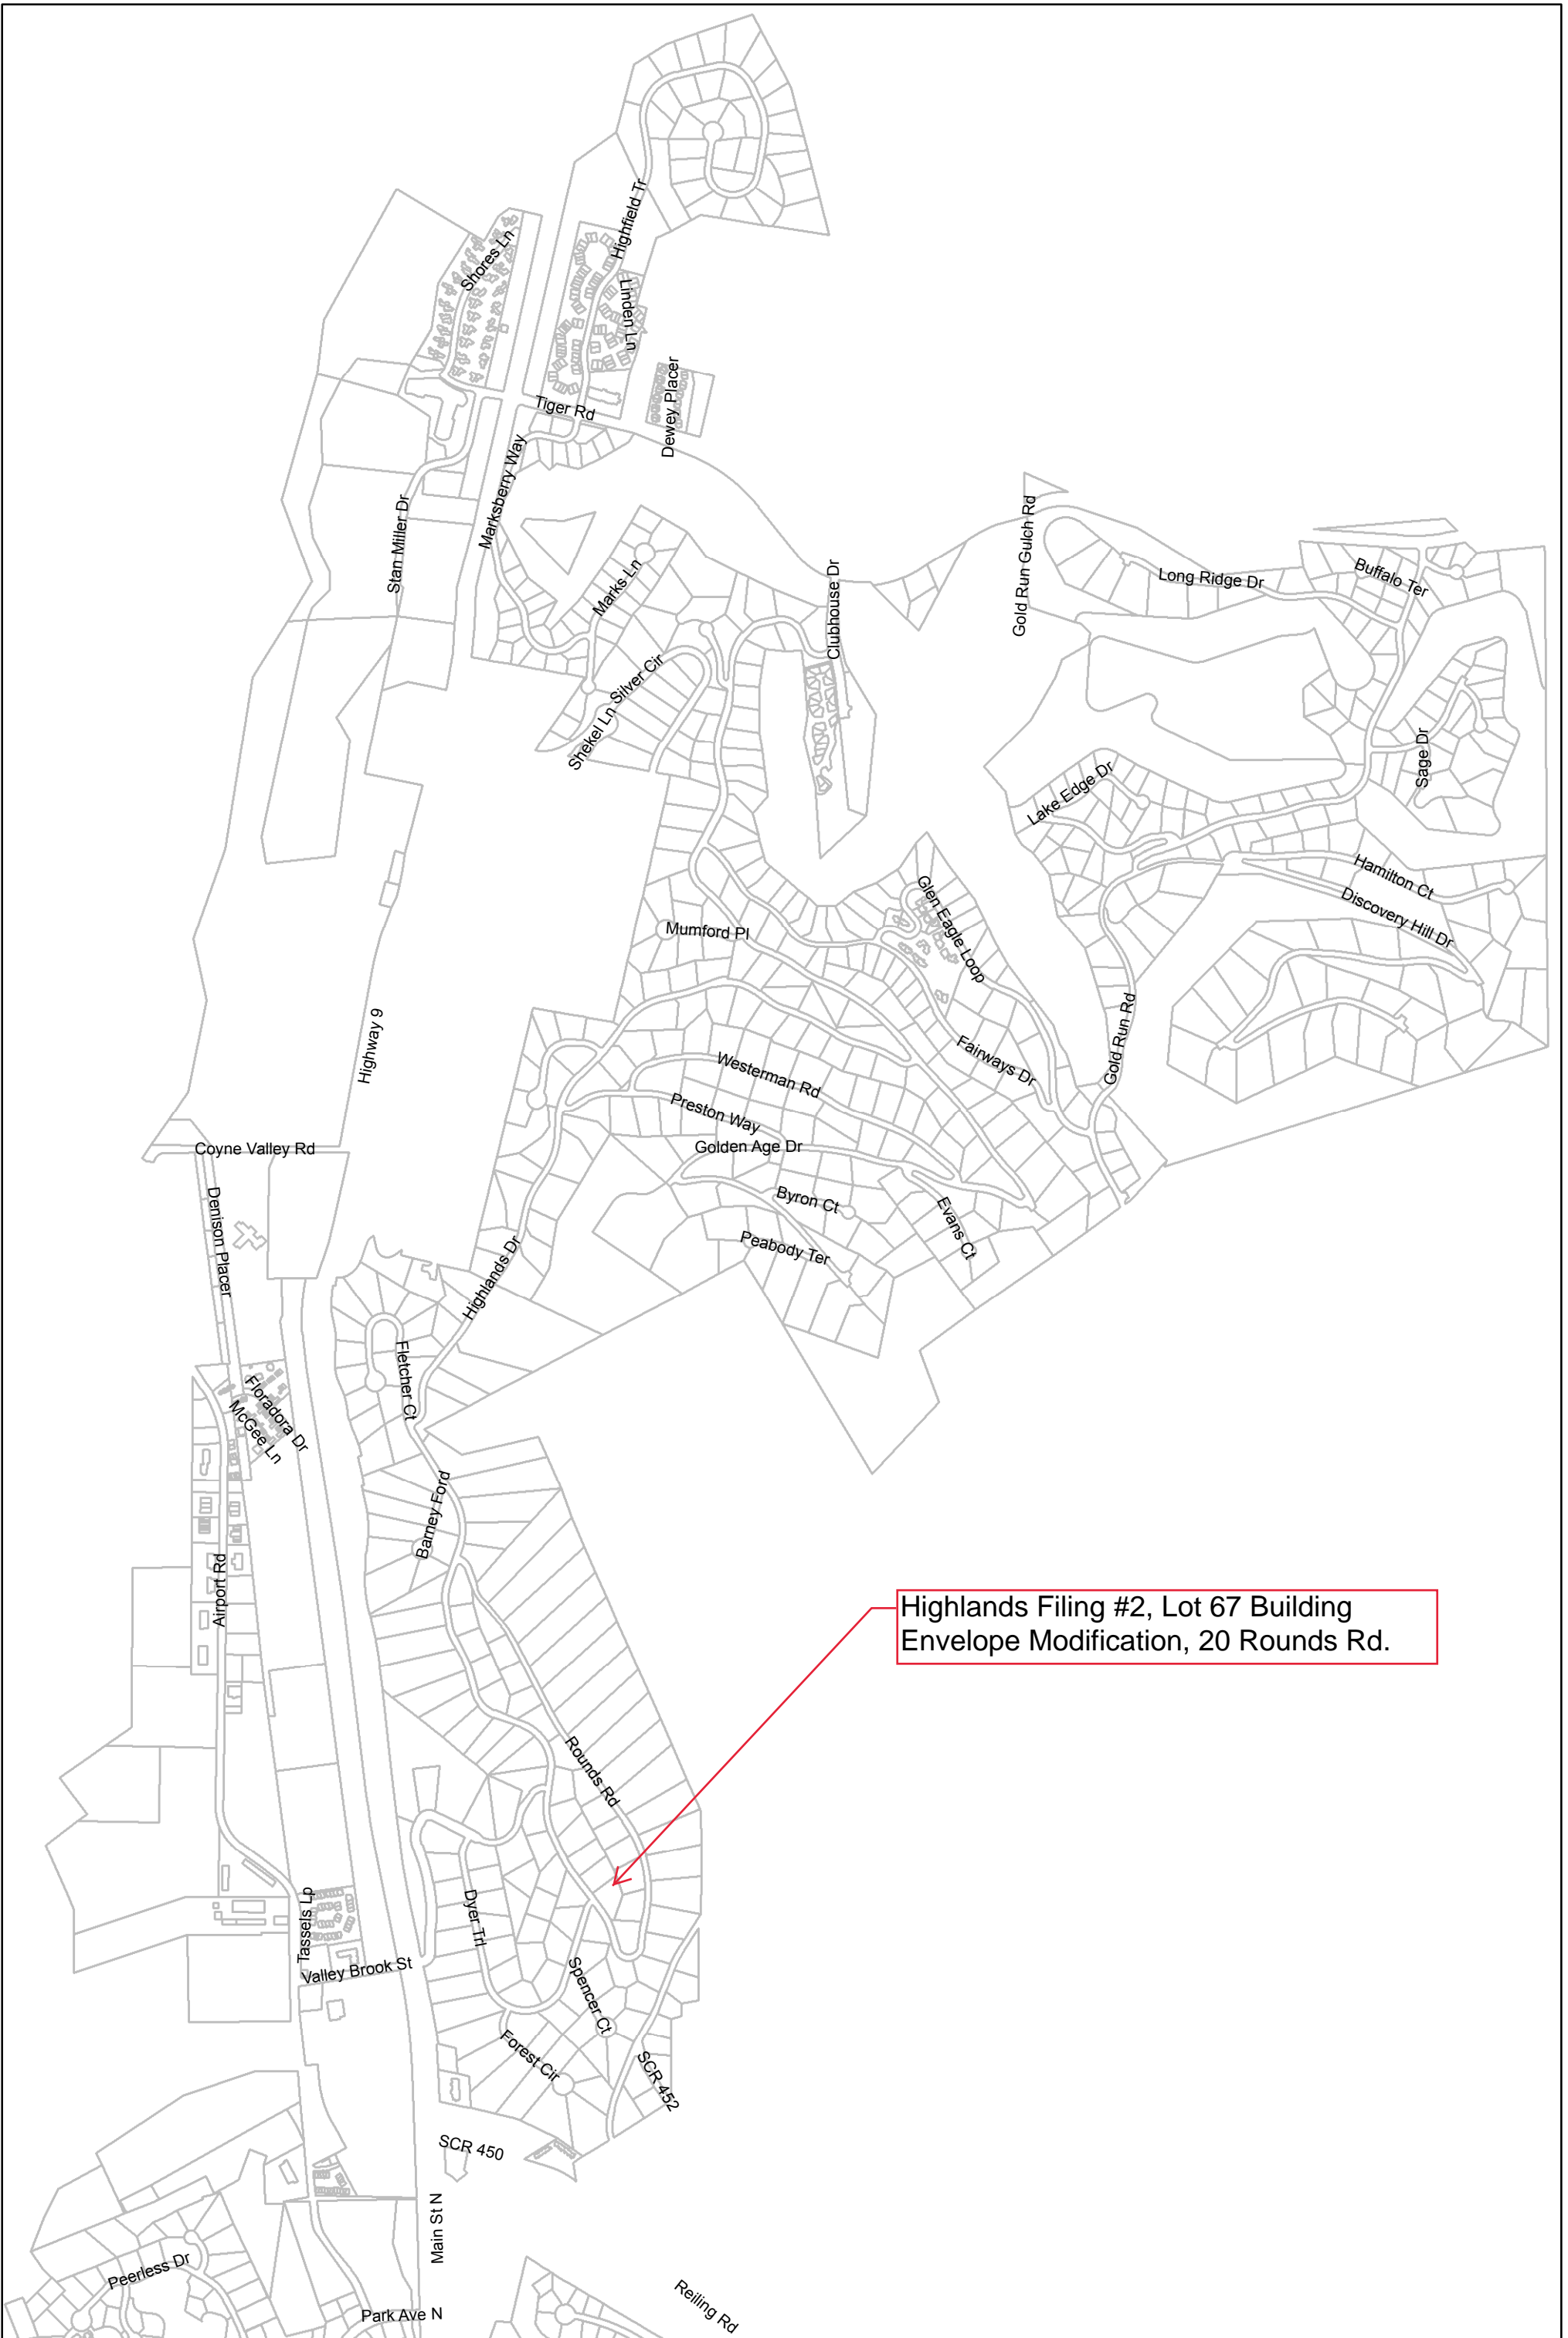 Highfield Tr
Shores Ln
Linden Ln
Dewey Placer
Tiger Rd
Marksberry Way
Stan Miller Dr
Gold Run Gulch Rd
Long Ridge Dr
Buffalo Ter
Clubhouse Dr
Marks Ln
Silver Cir
Shekel Ln
Sage Dr
Lake Edge Dr
Hamilton Ct
Discovery Hill Dr
Glen Eagle Loop
Mumford Pl
Gold Run Rd
Fairways Dr
Highway 9
Westerman Rd
Preston Way
Golden Age Dr
Coyne Valley Rd
Denison Placer
Byron Ct
Evans Ct
Peabody Ter
Highlands Dr
Fletcher Ct
Floradora Dr
McGee Ln
Barney Ford
Airport Rd
Highlands Filing #2, Lot 67 Building
Envelope Modification, 20 Rounds Rd.
Rounds Rd
Dyer Trl
Tassels Lp
Valley Brook St
Spencer Ct
Forest Cir
SCR 452
SCR 450
Main St N
Peerless Dr
Park Ave N
Reiling Rd